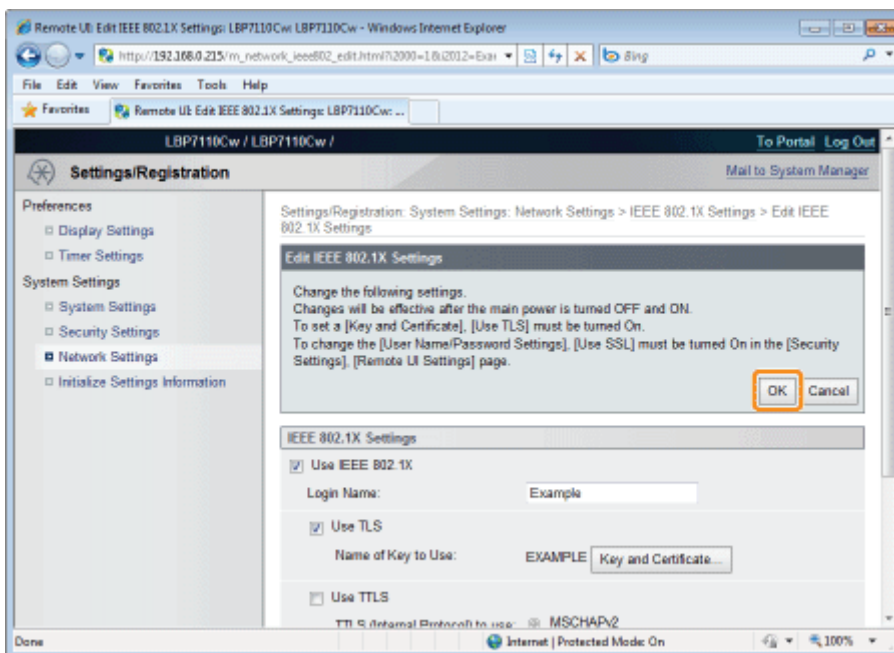 Remote UI: Edit IEEE 802.1X Settings: LBP7110Cw: LBP7110Cw - Windows Internet Explorer
http://192.168.0.215/m_network_ieee802_edit.html?i2000=1&i2012=Exar
Bing
File Edit View Favorites Tools Help
Favorites
Remote UI: Edit IEEE 802.1X Settings: LBP7110Cw: ...
LBP7110Cw / LBP7110Cw /
To Portal Log Out
Settings/Registration
Mail to System Manager
Preferences
Display Settings
Timer Settings
System Settings
System Settings
Security Settings
Network Settings
Initialize Settings Information
Settings/Registration: System Settings: Network Settings > IEEE 802.1X Settings > Edit IEEE
802.1X Settings
Edit IEEE 802.1X Settings
Change the following settings.
Changes will be effective after the main power is turned OFF and ON.
To set a [Key and Certificate], [Use TLS] must be turned On.
To change the [User Name/Password Settings], [Use SSL] must be turned On in the [Security
Settings], [Remote UI Settings] page.
OK Cancel
IEEE 802.1X Settings
Use IEEE 802.1X
Login Name: Example
Use TLS
Name of Key to Use: EXAMPLE Key and Certificate...
Use TTLS
TTLS (Internal Protocol) to use: MSCHAPv2
Done
Internet | Protected Mode: On
100%